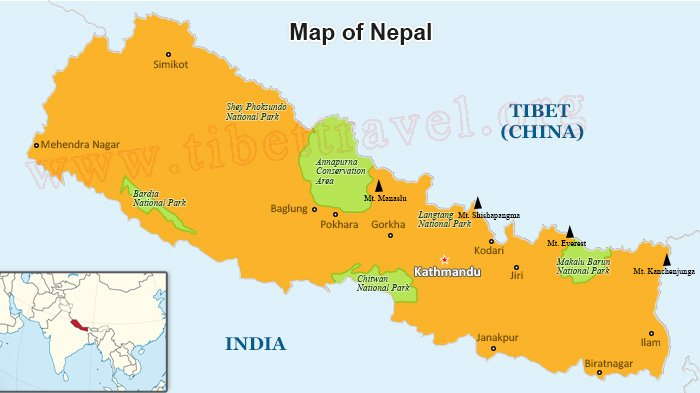 Map of Nepal
Simikot
Shey Phoksundo
National Park
TIBET
(CHINA)
www.tibettravel.org
Mehendra Nagar
Annapurna
Conservation
Area
Bardia
National Park
Mt. Manaslu
Baglung
Pokhara
Gorkha
Langtang
National Park
Mt. Shishapangma
Kodari
Mt. Everest
Makalu Barun
National Park
Mt. Kanchenjunga
Kathmandu
Jiri
Chitwan
National Park
INDIA
Janakpur
Ilam
Biratnagar